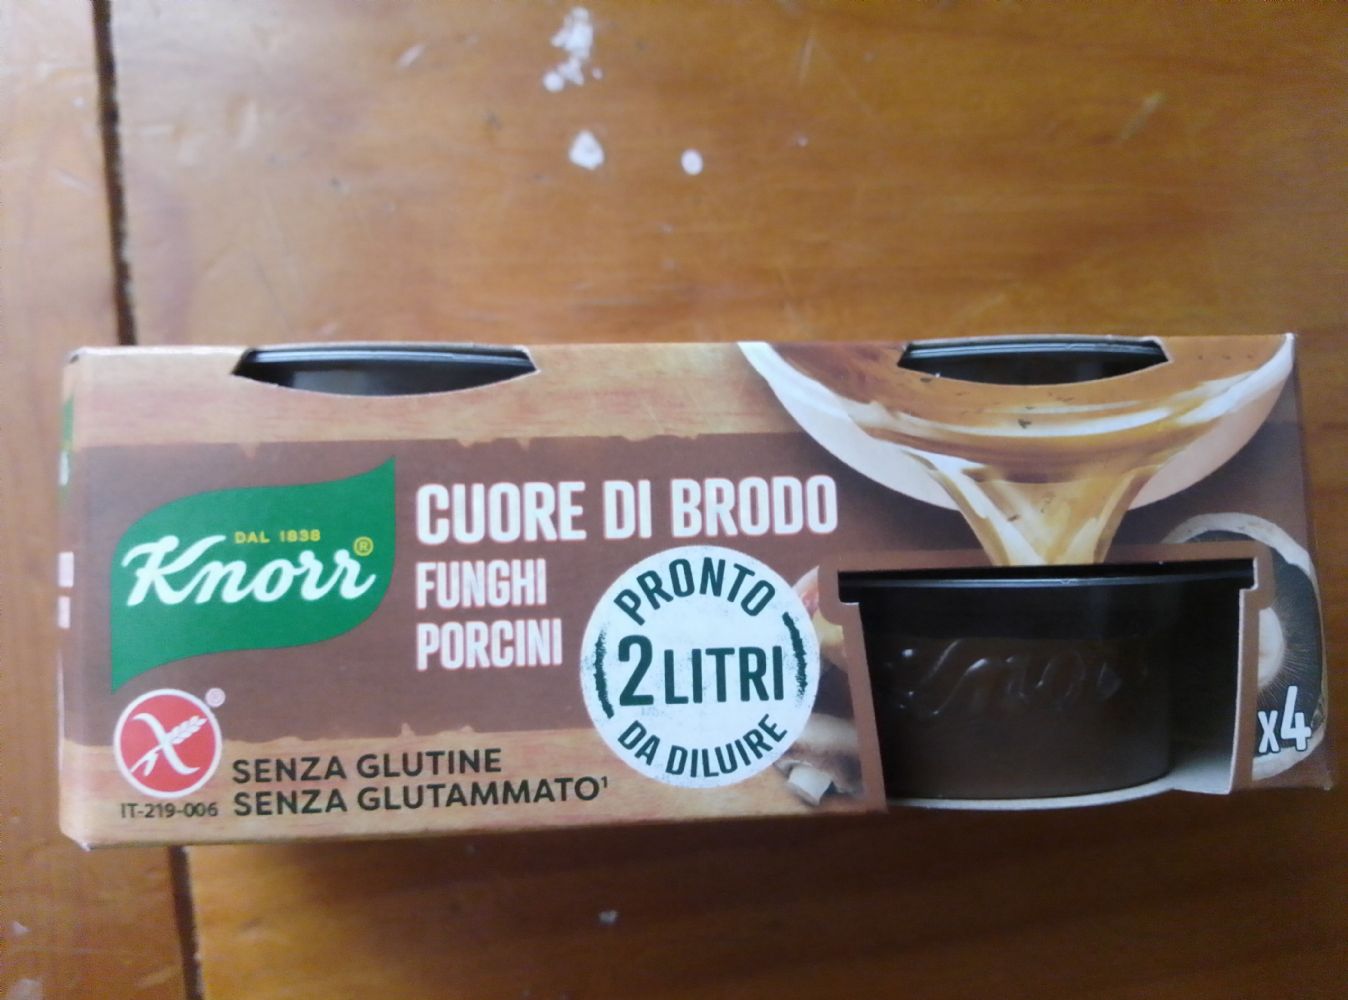 DAL 1838
Knorr®
CUORE DI BRODO
FUNGHI
PORCINI
PRONTO
2 LITRI
DA DILUIRE
SENZA GLUTINE
SENZA GLUTAMMATO¹
IT-219-006
Knorr
x4